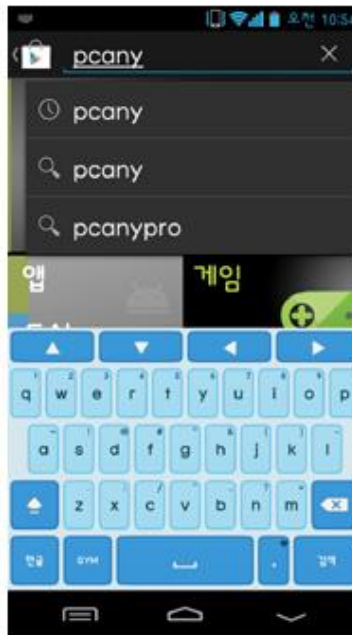 오전 10:54
pcany
pcany
pcany
pcanypro
앱
게임
q w e r t y u i o p
a s d f g h j k l
z x c v b n m
한글 SYM . 검색